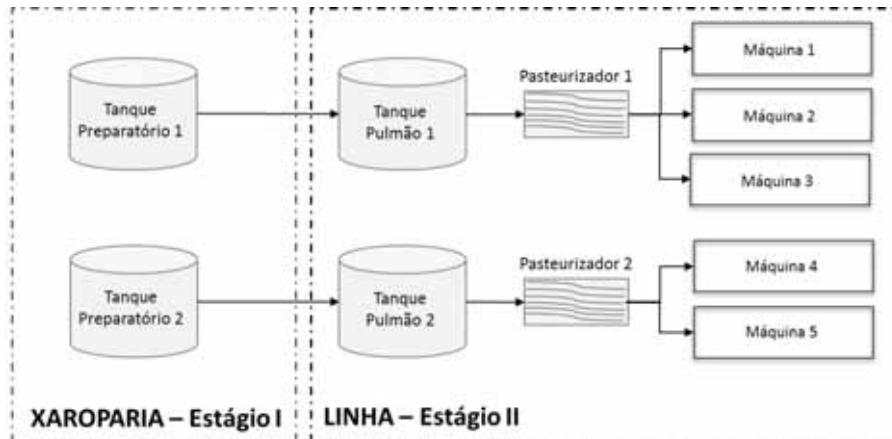 Tanque
Preparatório 1
Tanque
Pulmão 1
Pasteurizador 1
Máquina 1
Máquina 2
Máquina 3
Tanque
Preparatório 2
Tanque
Pulmão 2
Pasteurizador 2
Máquina 4
Máquina 5
XAROPARIA – Estágio I
LINHA – Estágio II